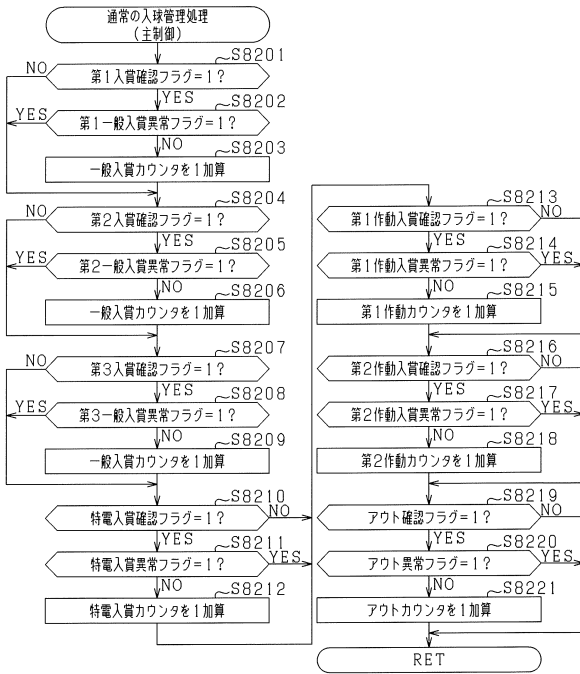 通常の入球管理処理
(主制御)
S8201
第1入賞確認フラグ=1?
NO
YES
S8202
第1一般入賞異常フラグ=1?
YES
NO
S8203
一般入賞カウンタを1加算
S8204
第2入賞確認フラグ=1?
NO
YES
S8205
第2一般入賞異常フラグ=1?
YES
NO
S8206
一般入賞カウンタを1加算
S8207
第3入賞確認フラグ=1?
NO
YES
S8208
第3一般入賞異常フラグ=1?
YES
NO
S8209
一般入賞カウンタを1加算
S8210
特電入賞確認フラグ=1?
NO
YES
S8211
特電入賞異常フラグ=1?
YES
NO
S8212
特電入賞カウンタを1加算
S8213
第1作動入賞確認フラグ=1?
NO
YES
S8214
第1作動入賞異常フラグ=1?
YES
NO
S8215
第1作動カウンタを1加算
S8216
第2作動入賞確認フラグ=1?
NO
YES
S8217
第2作動入賞異常フラグ=1?
YES
NO
S8218
第2作動カウンタを1加算
S8219
アウト確認フラグ=1?
NO
YES
S8220
アウト異常フラグ=1?
YES
NO
S8221
アウトカウンタを1加算
RET